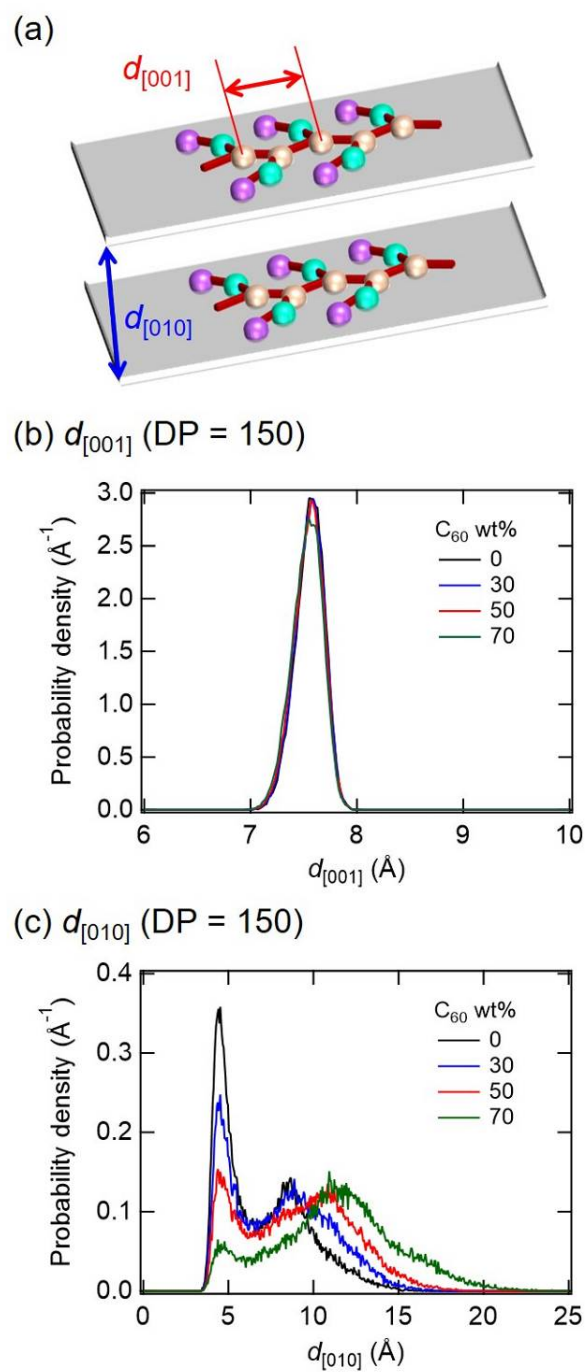 (a)
d[001]
d[010]
(b) d[001] (DP = 150)
3.0
2.5
2.0
1.5
1.0
0.5
0.0
Probability density (Å⁻¹)
C₆₀ wt%
0
30
50
70
6 7 8 9 10
d[001] (Å)
(c) d[010] (DP = 150)
0.4
0.3
0.2
0.1
0.0
Probability density (Å⁻¹)
C₆₀ wt%
0
30
50
70
0 5 10 15 20 25
d[010] (Å)